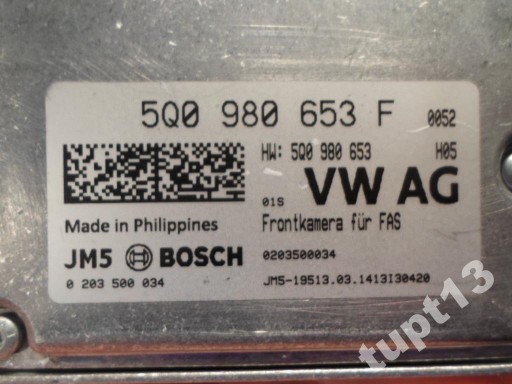 5Q0 980 653 F 0052
HW: 5Q0 980 653 H05
01S VW AG
Made in Philippines Frontkamera für FAS
JM5 BOSCH 0203500034
0 203 500 034 JM5-19513.03.1413I30420
tupt13